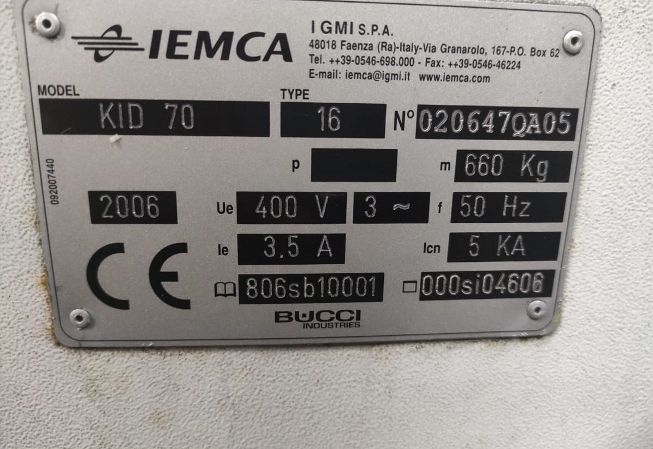 IEMCA
I GMI S.P.A.
48018 Faenza (Ra)-Italy-Via Granarolo, 167-P.O. Box 62
Tel. ++39-0546-698.000 - Fax: ++39-0546-46224
E-mail: iemca@igmi.it www.iemca.com
MODEL TYPE
KID 70 16 N° 020647QA05
p m 660 Kg
2006 Ue 400 V 3 ~ f 50 Hz
Ie 3.5 A Icn 5 KA
CE
806sb10001 000si04606
BUCCI
INDUSTRIES
092007440